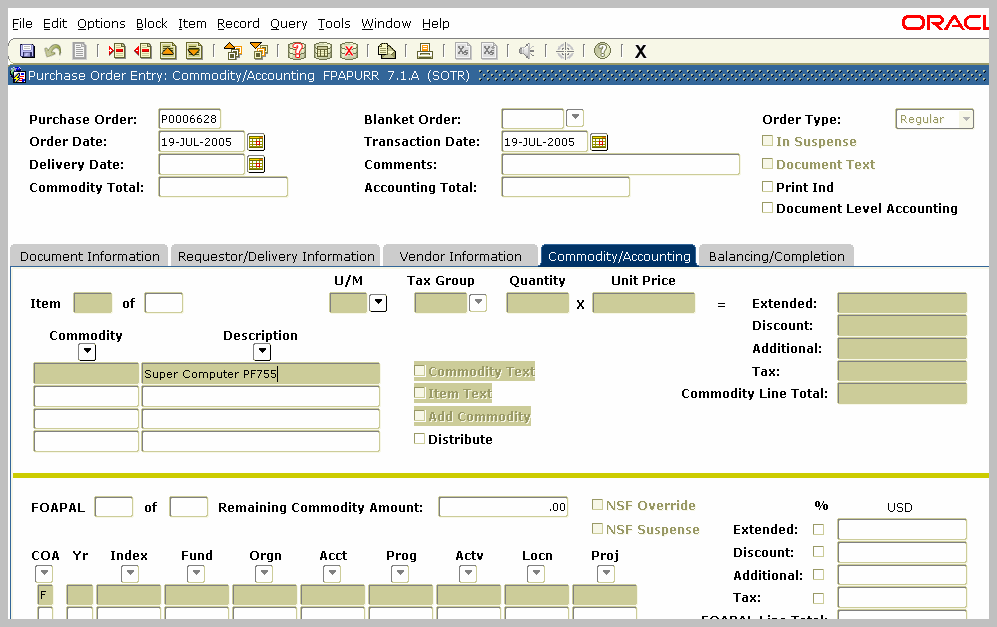 File Edit Options Block Item Record Query Tools Window Help
Purchase Order Entry: Commodity/Accounting FPAPURR 7.1.A (SOTR)
Purchase Order: P0006628 Blanket Order: Order Type: Regular
Order Date: 19-JUL-2005 Transaction Date: 19-JUL-2005 In Suspense
Delivery Date: Comments: Document Text
Commodity Total: Accounting Total: Print Ind
Document Level Accounting
Document Information Requestor/Delivery Information Vendor Information Commodity/Accounting Balancing/Completion
U/M Tax Group Quantity Unit Price
Item of X = Extended:
Discount:
Commodity Description
Additional:
Super Computer PF755 Commodity Text Tax:
Item Text Commodity Line Total:
Add Commodity
Distribute
FOAPAL of Remaining Commodity Amount: .00 NSF Override % USD
NSF Suspense Extended:
COA Yr Index Fund Orgn Acct Prog Actv Locn Proj Discount:
Additional:
F Tax:
FOAPAL Line Total: